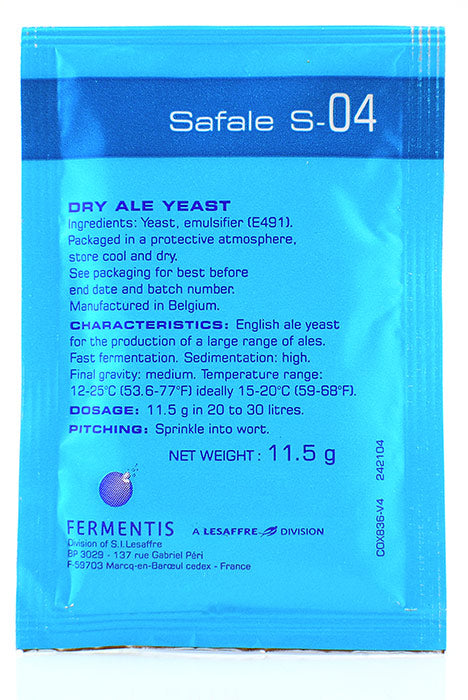 Safale S-04
DRY ALE YEAST
Ingredients: Yeast, emulsifier (E491).
Packaged in a protective atmosphere,
store cool and dry.
See packaging for best before
end date and batch number.
Manufactured in Belgium.
CHARACTERISTICS: English ale yeast
for the production of a large range of ales.
Fast fermentation. Sedimentation: high.
Final gravity: medium. Temperature range:
12-25°C (53.6-77°F) ideally 15-20°C (59-68°F).
DOSAGE: 11.5 g in 20 to 30 litres.
PITCHING: Sprinkle into wort.
NET WEIGHT : 11.5 g
FERMENTIS A LESAFFRE DIVISION
Division of S.I.Lesaffre
BP 3029 - 137 rue Gabriel Péri
F-59703 Marcq-en-Barœul cedex - France
COX836-V4 242104